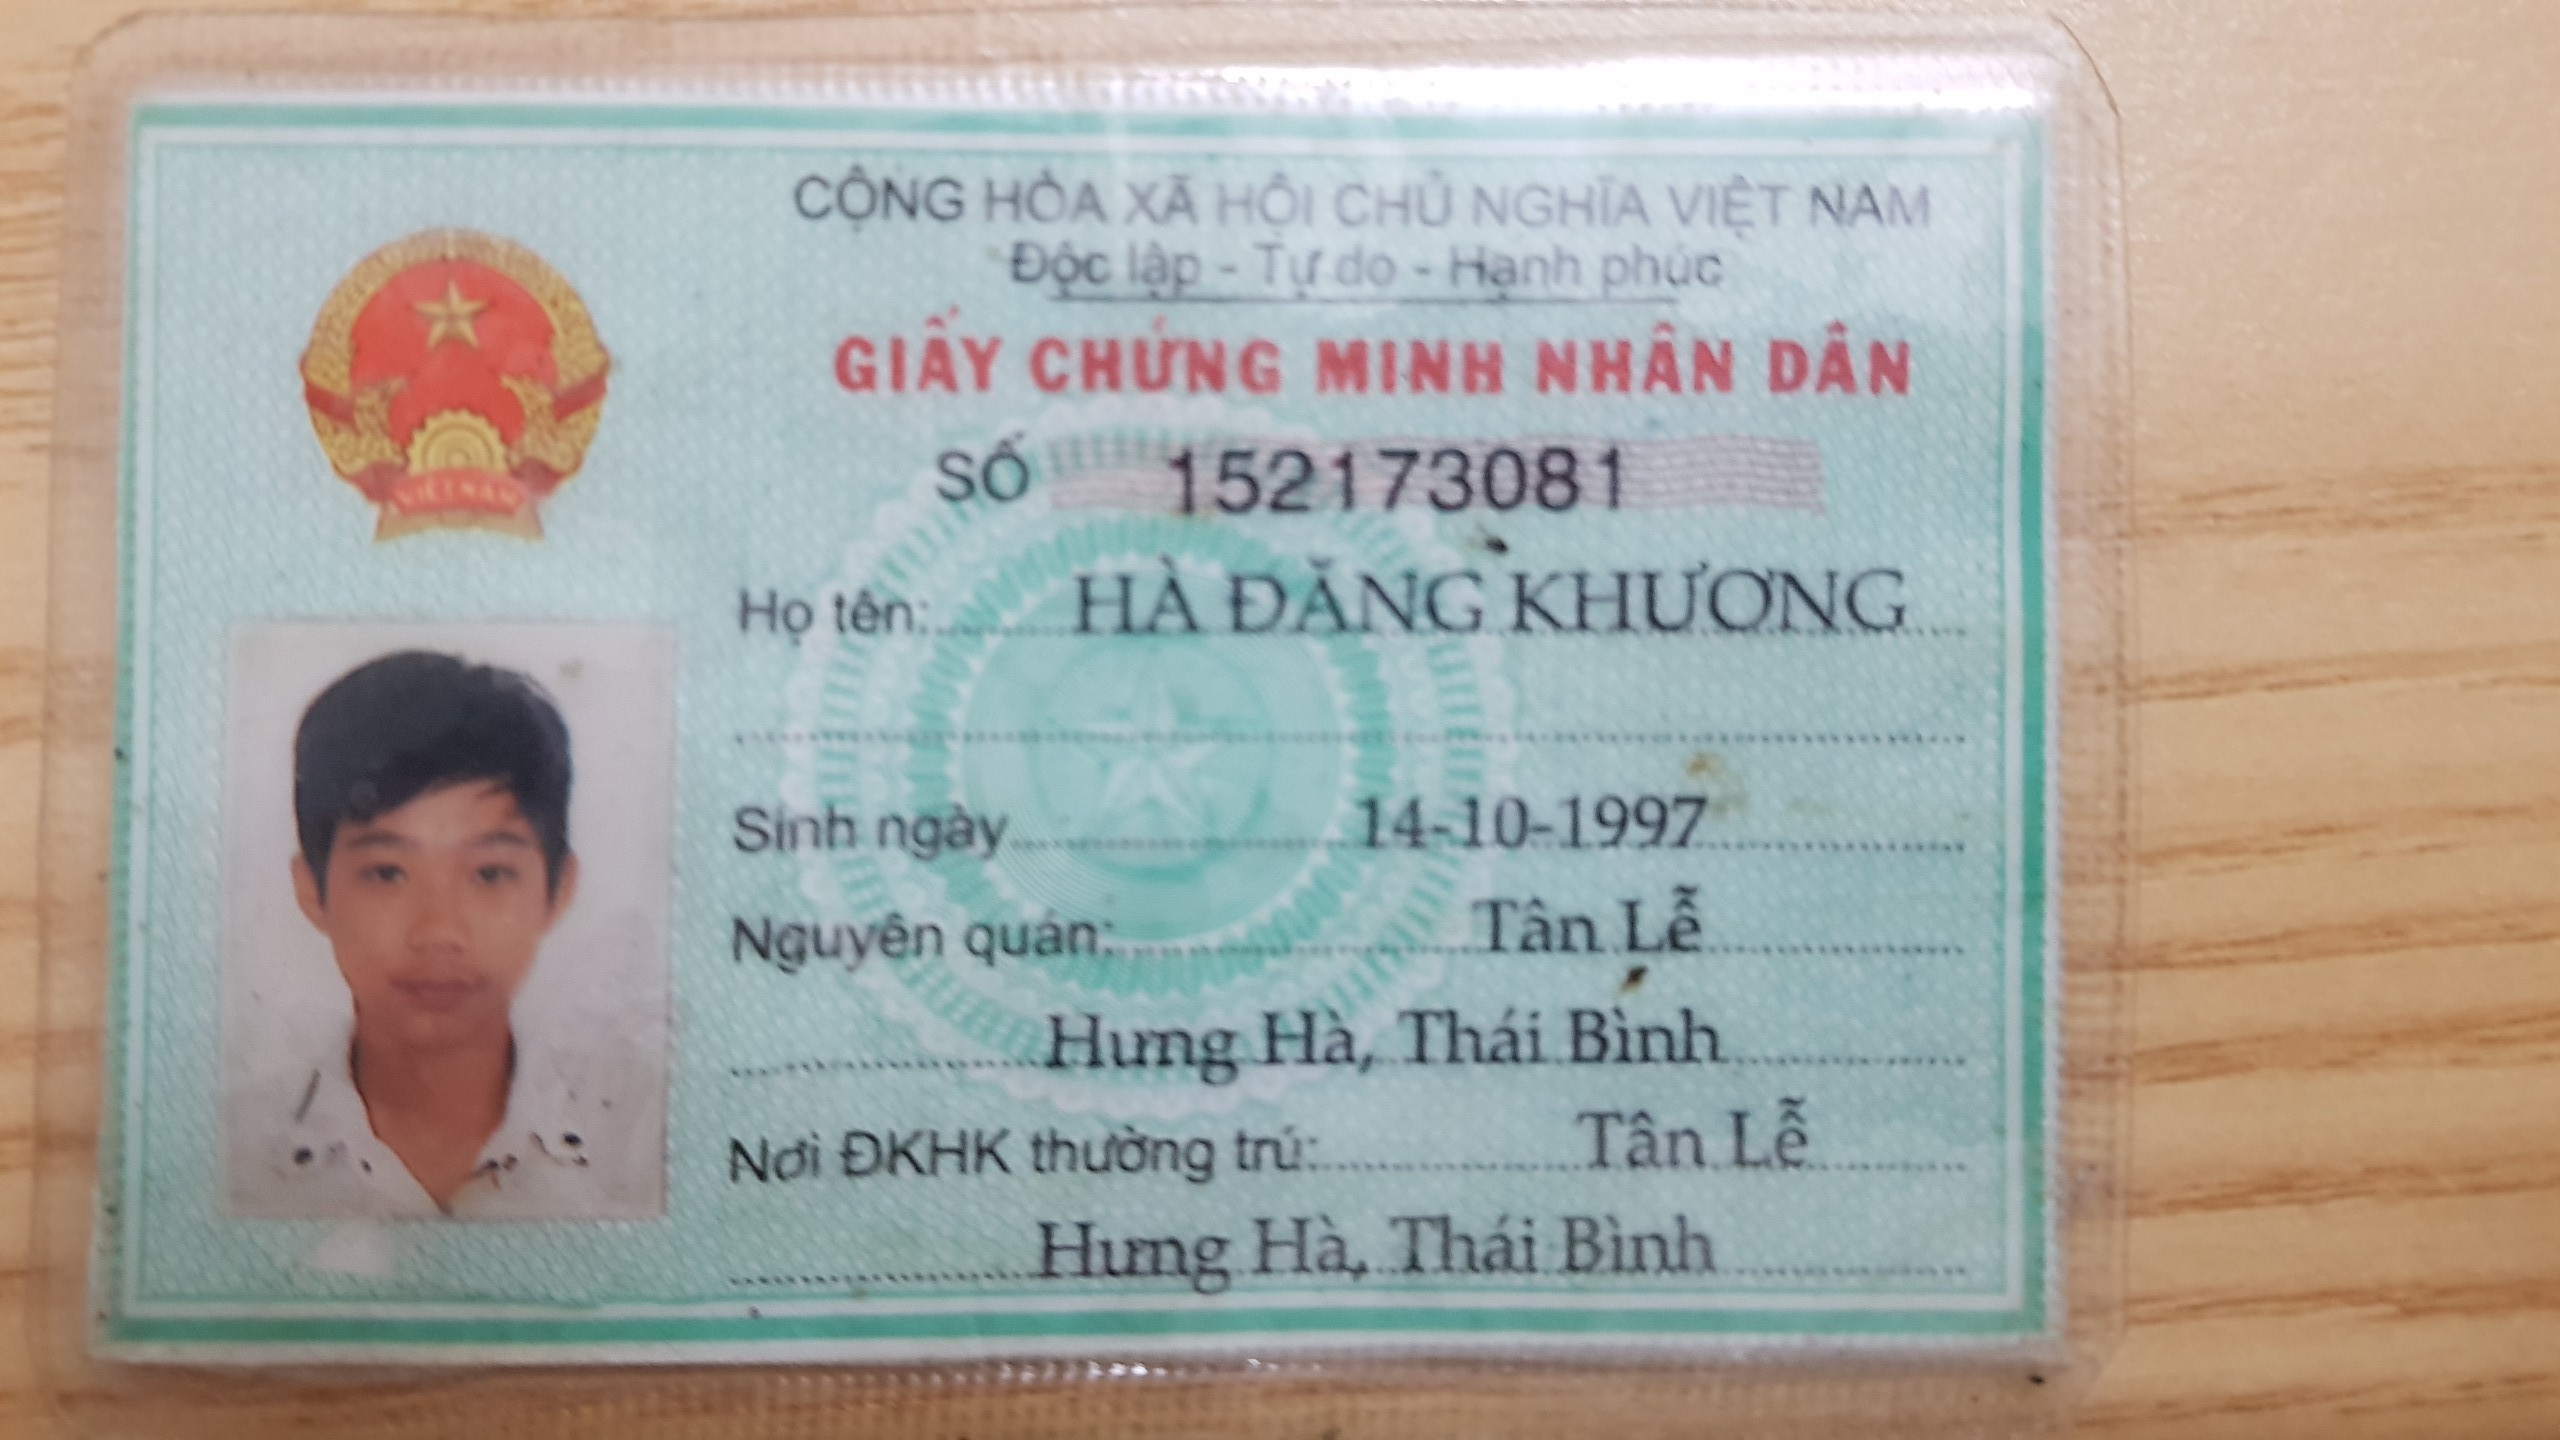 CỘNG HÒA XÃ HỘI CHỦ NGHĨA VIỆT NAM
Độc lập - Tự do - Hạnh phúc
GIẤY CHỨNG MINH NHÂN DÂN
SỐ 152173081
VIỆT NAM
Họ tên: HÀ ĐĂNG KHƯƠNG
Sinh ngày 14-10-1997
Nguyên quán: Tân Lễ
Hưng Hà, Thái Bình
Nơi ĐKHK thường trú: Tân Lễ
Hưng Hà, Thái Bình